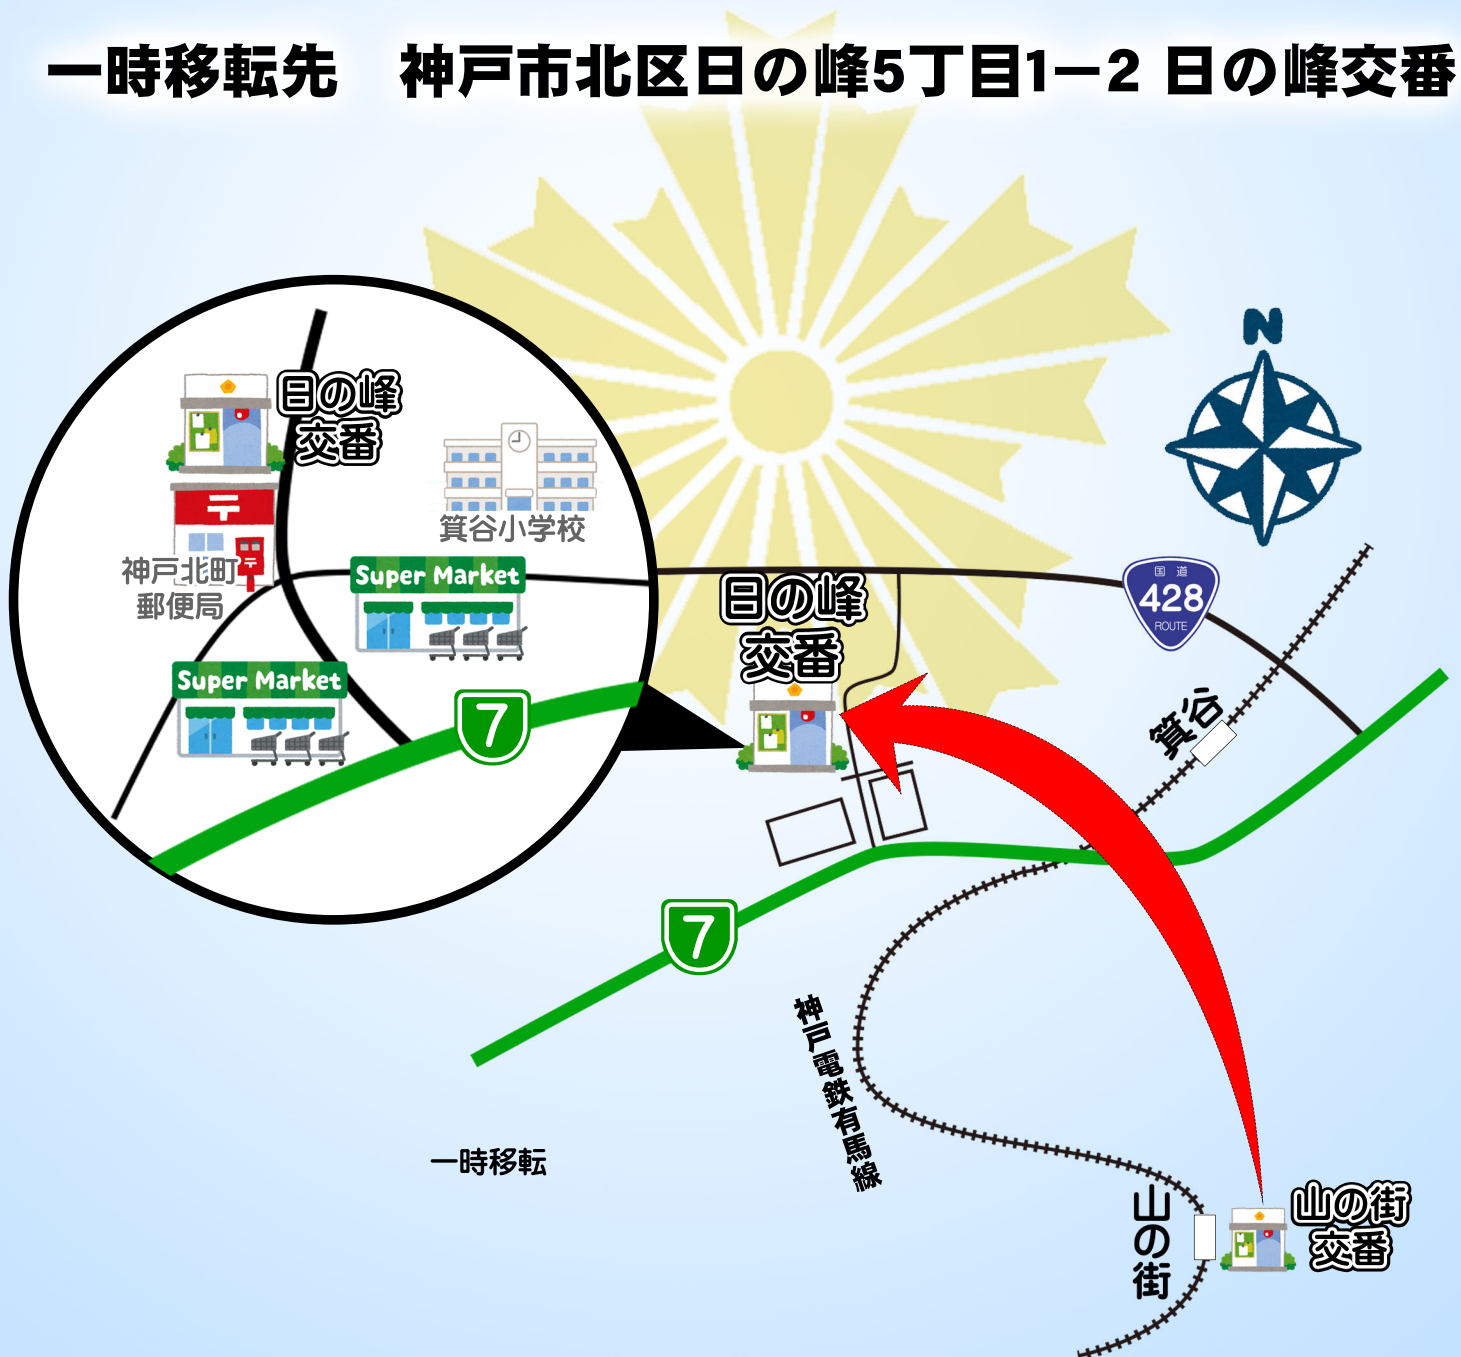 一時移転先　神戸市北区日の峰5丁目1ー2 日の峰交番
N
日の峰
交番
箕谷小学校
神戸北町
郵便局
Super Market
Super Market
7
日の峰
交番
国道
428
ROUTE
箕谷
7
神戸電鉄有馬線
一時移転
山の街
山の街
交番